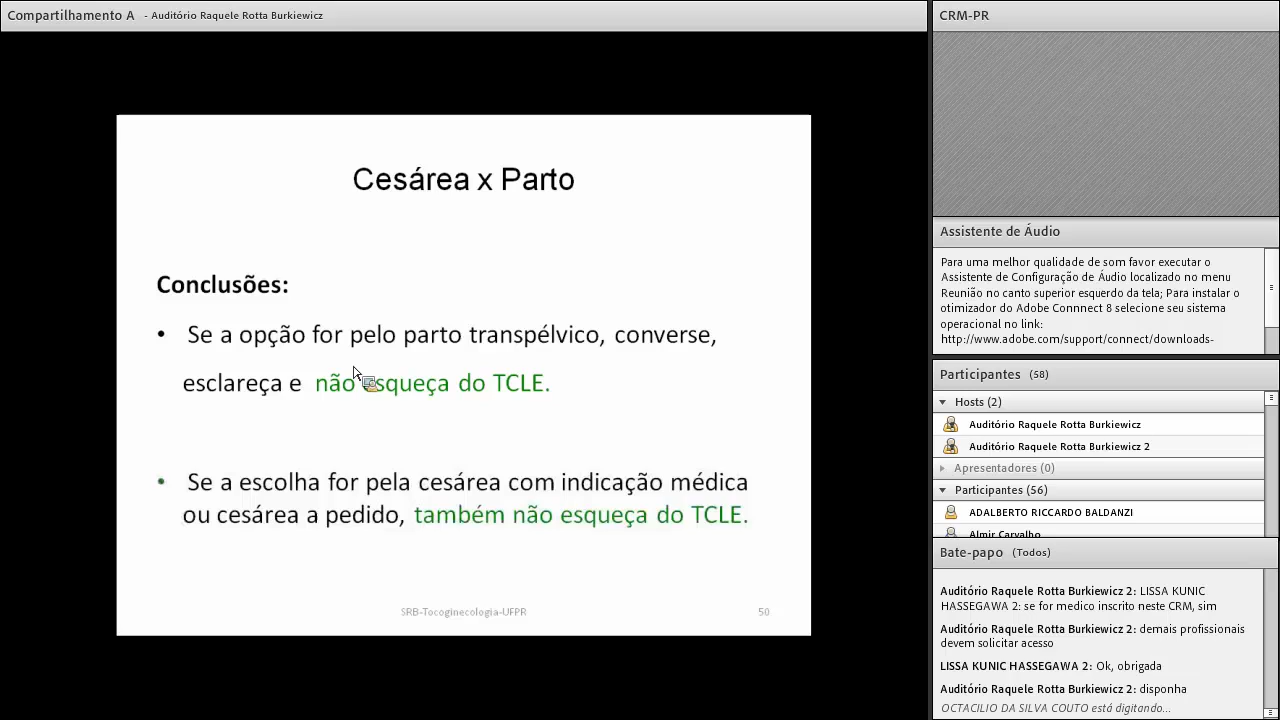 Compartilhamento A - Auditório Raquele Rotta Burkiewicz
Cesárea x Parto
Conclusões:
• Se a opção for pelo parto transpélvico, converse,
esclareça e não esqueça do TCLE.
• Se a escolha for pela cesárea com indicação médica
ou cesárea a pedido, também não esqueça do TCLE.
SRB-Tocoginecologia-UFPR
50
CRM-PR
Assistente de Áudio
Para uma melhor qualidade de som favor executar o
Assistente de Configuração de Áudio localizado no menu
Reunião no canto superior esquerdo da tela; Para instalar o
otimizador do Adobe Connnect 8 selecione seu sistema
operacional no link:
http://www.adobe.com/support/connect/downloads-
Participantes (58)
Hosts (2)
Auditório Raquele Rotta Burkiewicz
Auditório Raquele Rotta Burkiewicz 2
Apresentadores (0)
Participantes (56)
ADALBERTO RICCARDO BALDANZI
Almir Carvalho
Bate-papo (Todos)
Auditório Raquele Rotta Burkiewicz 2: LISSA KUNIC
HASSEGAWA 2: se for medico inscrito neste CRM, sim
Auditório Raquele Rotta Burkiewicz 2: demais profissionais
devem solicitar acesso
LISSA KUNIC HASSEGAWA 2: Ok, obrigada
Auditório Raquele Rotta Burkiewicz 2: disponha
OCTACILIO DA SILVA COUTO está digitando...